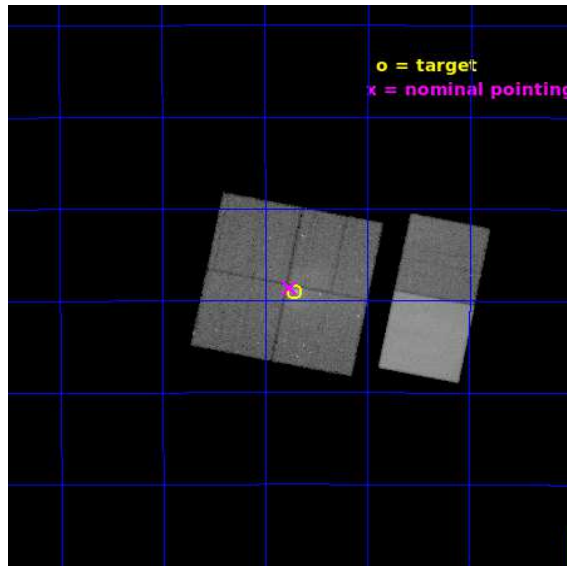 o = target
x = nominal pointing